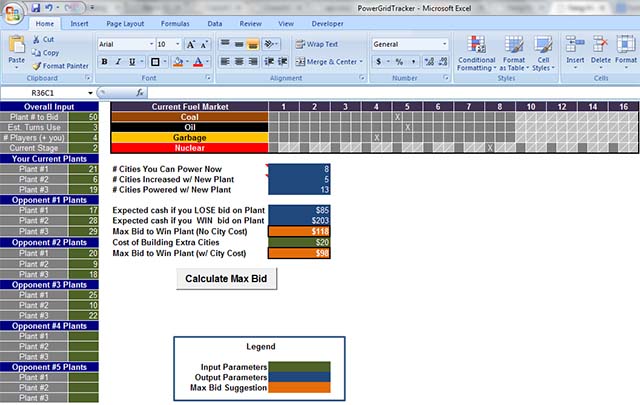 PowerGridTracker - Microsoft Excel
Home Insert Page Layout Formulas Data Review View Developer
Paste
Cut
Copy
Format Painter
Clipboard
Arial 10
B I U
Font
Wrap Text
Merge & Center
Alignment
General
$ % ,
Number
Conditional Formatting
Format as Table
Cell Styles
Styles
Insert
Delete
Format
Cells
R36C1
Overall Input
Plant # to Bid 50
Est. Turns Use 3
# Players (+ you) 4
Current Stage 2
Your Current Plants
Plant #1 21
Plant #2 6
Plant #3 19
Opponent #1 Plants
Plant #1 17
Plant #2 28
Plant #3 29
Opponent #2 Plants
Plant #1 20
Plant #2 9
Plant #3 18
Opponent #3 Plants
Plant #1 25
Plant #2 10
Plant #3 22
Opponent #4 Plants
Plant #1
Plant #2
Plant #3
Opponent #5 Plants
Plant #1
Plant #2
Plant #3
Current Fuel Market 1 2 3 4 5 6 7 8 10 12 14 16
Coal X
Oil X
Garbage X
Nuclear X
# Cities You Can Power Now 8
# Cities Increased w/ New Plant 5
# Cities Powered w/ New Plant 13
Expected cash if you LOSE bid on Plant $85
Expected cash if you WIN bid on Plant $203
Max Bid to Win Plant (No City Cost) $118
Cost of Building Extra Cities $20
Max Bid to Win Plant (w/ City Cost) $98
Calculate Max Bid
Legend
Input Parameters
Output Parameters
Max Bid Suggestion